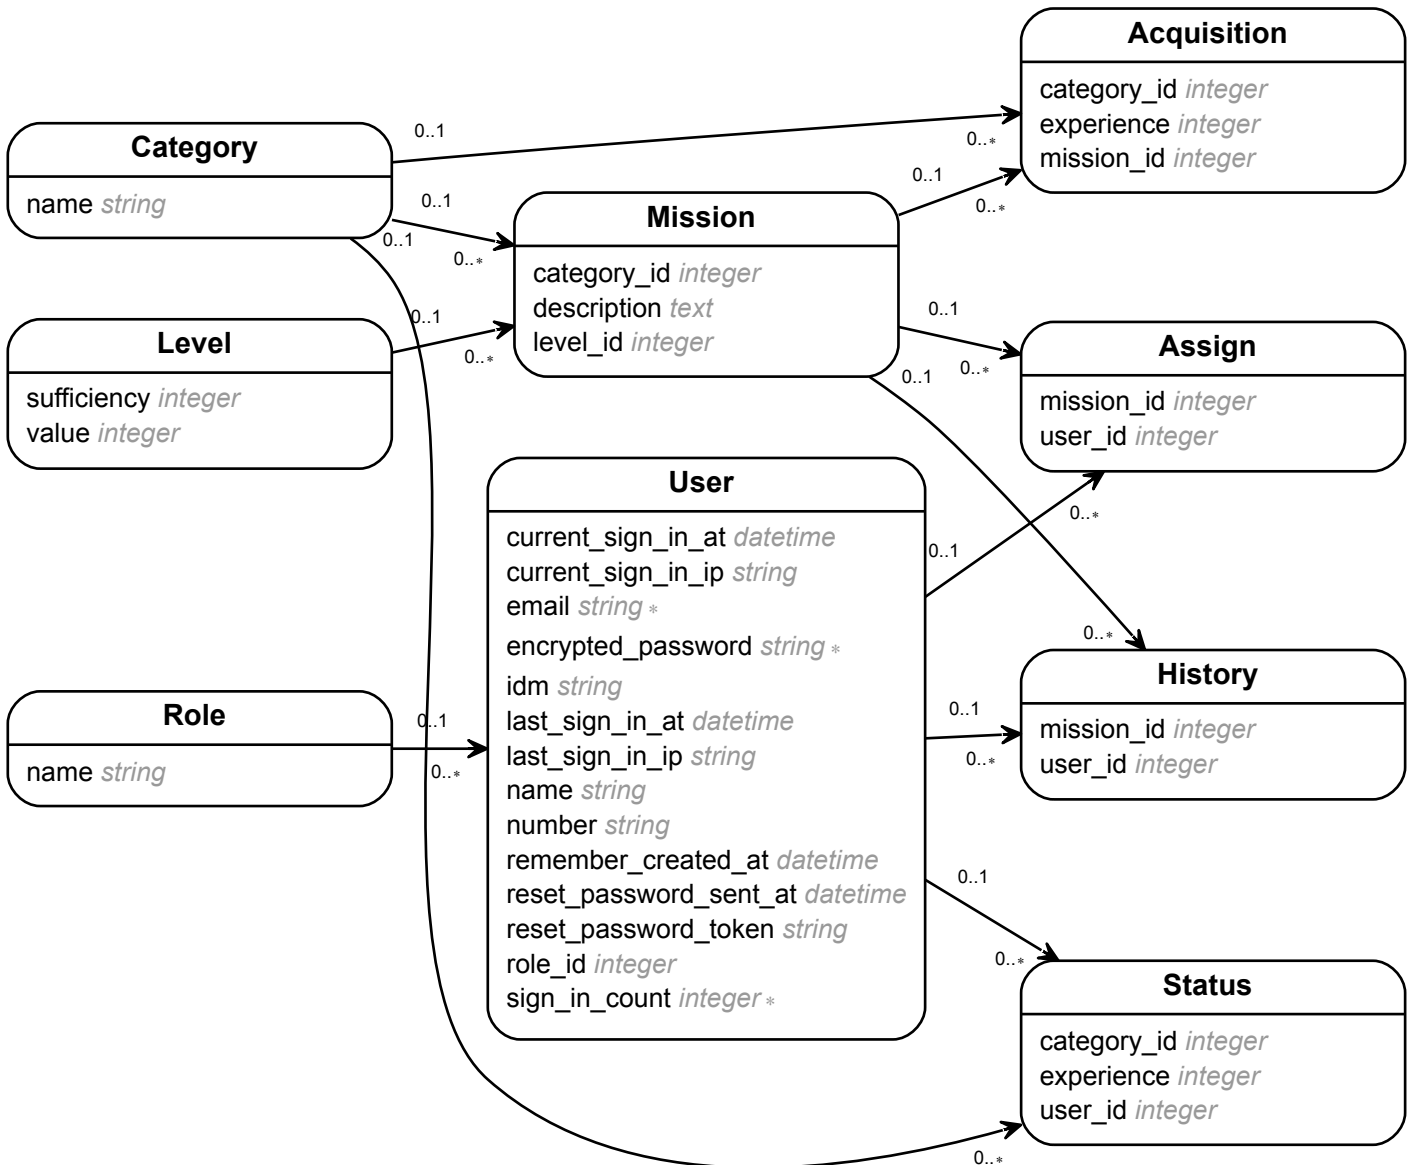 Acquisition
category_id integer
experience integer
mission_id integer
Category
name string
0..1
0..*
0..1
0..*
0..1
0..1
0..*
Mission
category_id integer
description text
level_id integer
Level
sufficiency integer
value integer
0..1
0..*
0..1
0..*
0..1
0..*
Assign
mission_id integer
user_id integer
User
current_sign_in_at datetime
current_sign_in_ip string
email string *
encrypted_password string *
idm string
last_sign_in_at datetime
last_sign_in_ip string
name string
number string
remember_created_at datetime
reset_password_sent_at datetime
reset_password_token string
role_id integer
sign_in_count integer *
0..1
0..*
History
mission_id integer
user_id integer
Role
name string
0..1
0..*
0..1
0..*
0..1
0..*
Status
category_id integer
experience integer
user_id integer
0..*